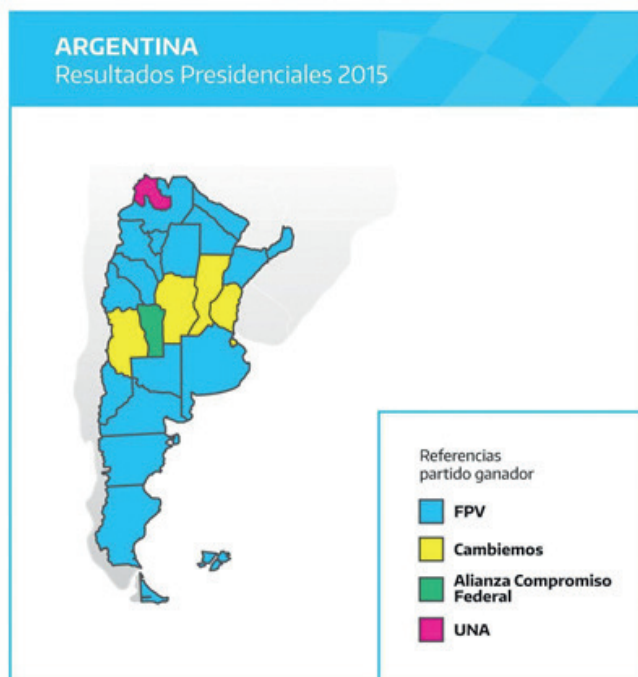 ARGENTINA
Resultados Presidenciales 2015
Referencias
partido ganador
FPV
Cambiemos
Alianza Compromiso
Federal
UNA